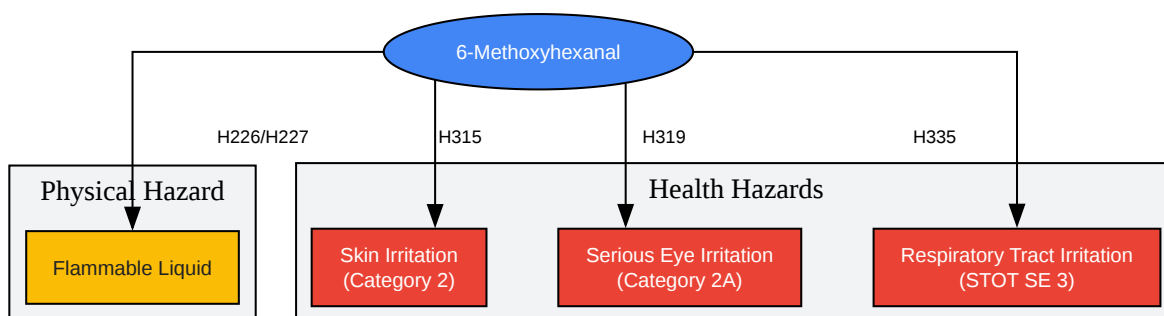 6-Methoxyhexanal
H226/H227
H315
H319
H335
Physical Hazard
Health Hazards
Flammable Liquid
Skin Irritation
(Category 2)
Serious Eye Irritation
(Category 2A)
Respiratory Tract Irritation
(STOT SE 3)